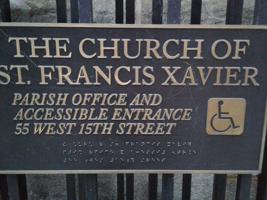 THE CHURCH OF
ST. FRANCIS XAVIER
PARISH OFFICE AND
ACCESSIBLE ENTRANCE
55 WEST 15TH STREET